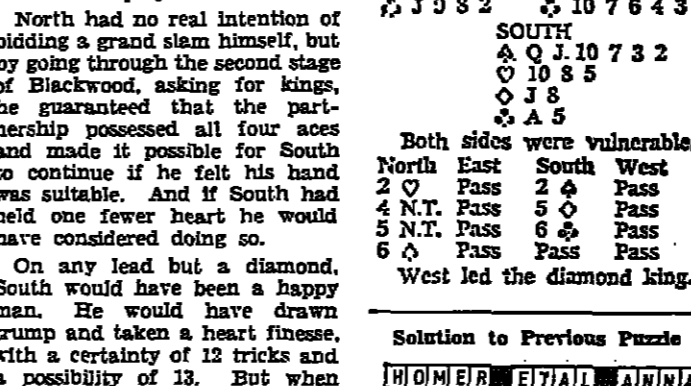 North had no real intention of
bidding a grand slam himself, but
by going through the second stage
of Blackwood, asking for kings,
he guaranteed that the part-
nership possessed all four aces
and made it possible for South
to continue if he felt his hand
was suitable. And if South had
held one fewer heart he would
have considered doing so.
On any lead but a diamond,
South would have been a happy
man. He would have drawn
trump and taken a heart finesse,
with a certainty of 12 tricks and
a possibility of 13. But when
♣ J 9 8 2 ♣ 10 7 6 4 3
SOUTH
♠ Q J 10 7 3 2
♡ 10 8 5
♢ J 8
♣ A 5
Both sides were vulnerable.
North East South West
2 ♡ Pass 2 ♠ Pass
4 N.T. Pass 5 ♢ Pass
5 N.T. Pass 6 ♣ Pass
6 ♠ Pass Pass Pass
West led the diamond king.
Solution to Previous Puzzle
HOMER ETAL ANNA